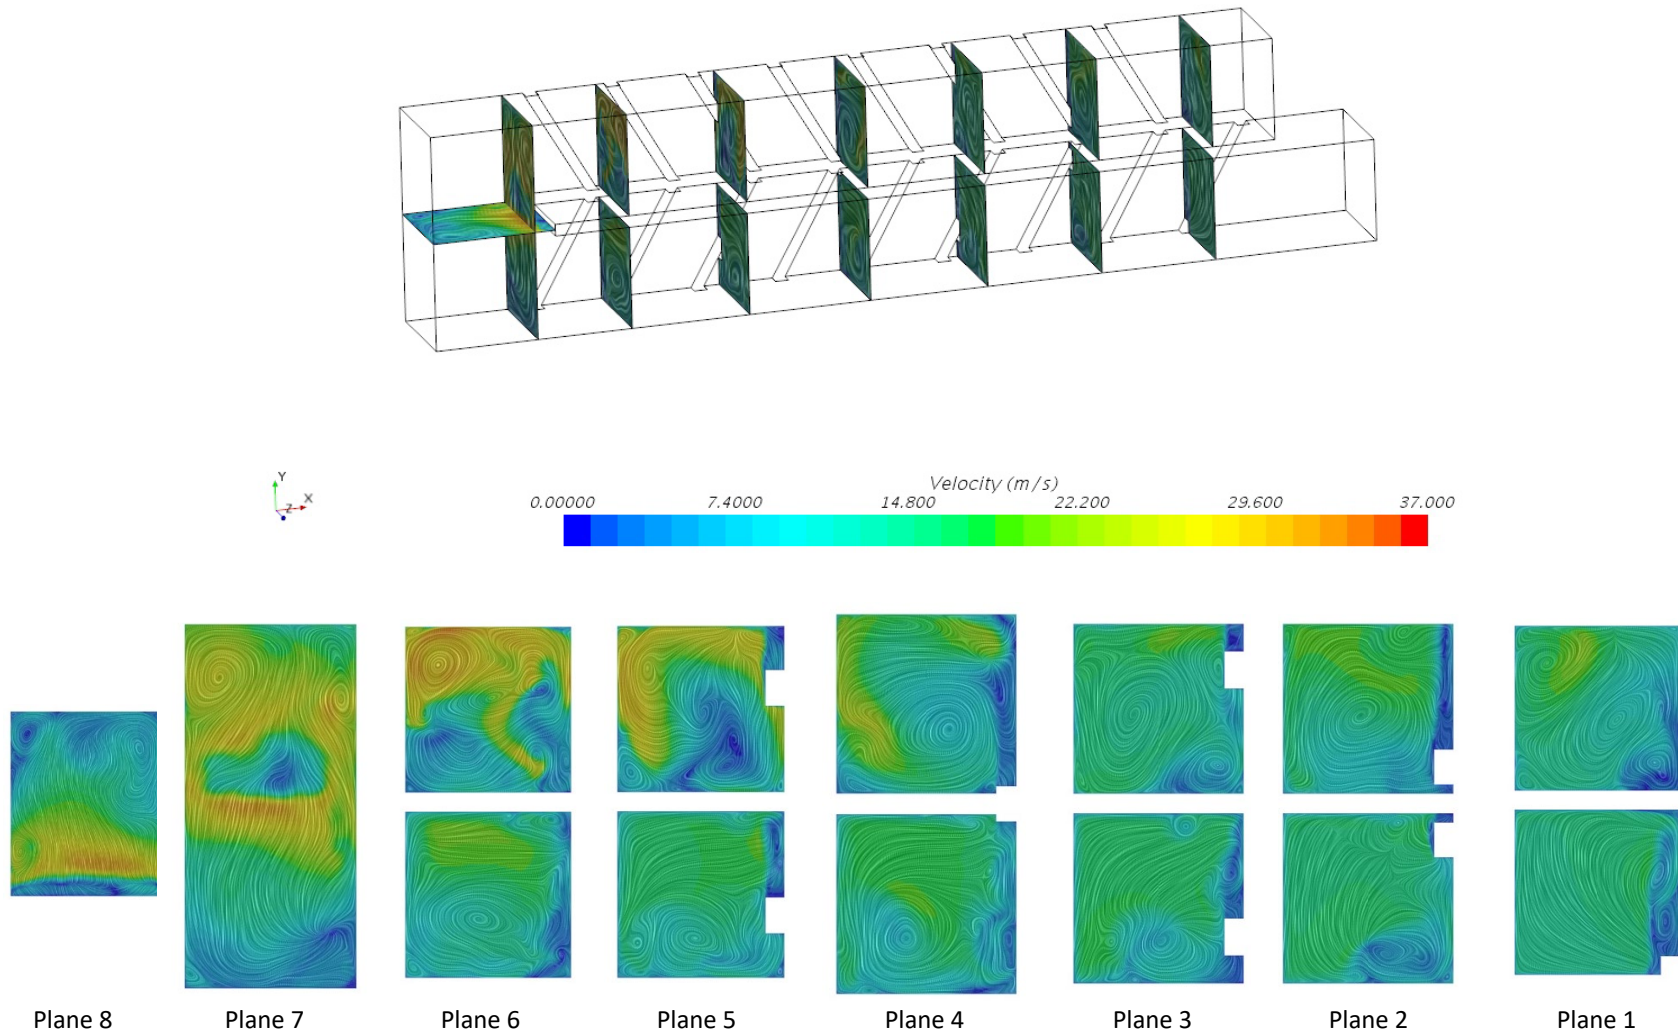 Y
X
Z
Velocity (m/s)
0.00000 7.4000 14.800 22.200 29.600 37.000
Plane 8 Plane 7 Plane 6 Plane 5 Plane 4 Plane 3 Plane 2 Plane 1